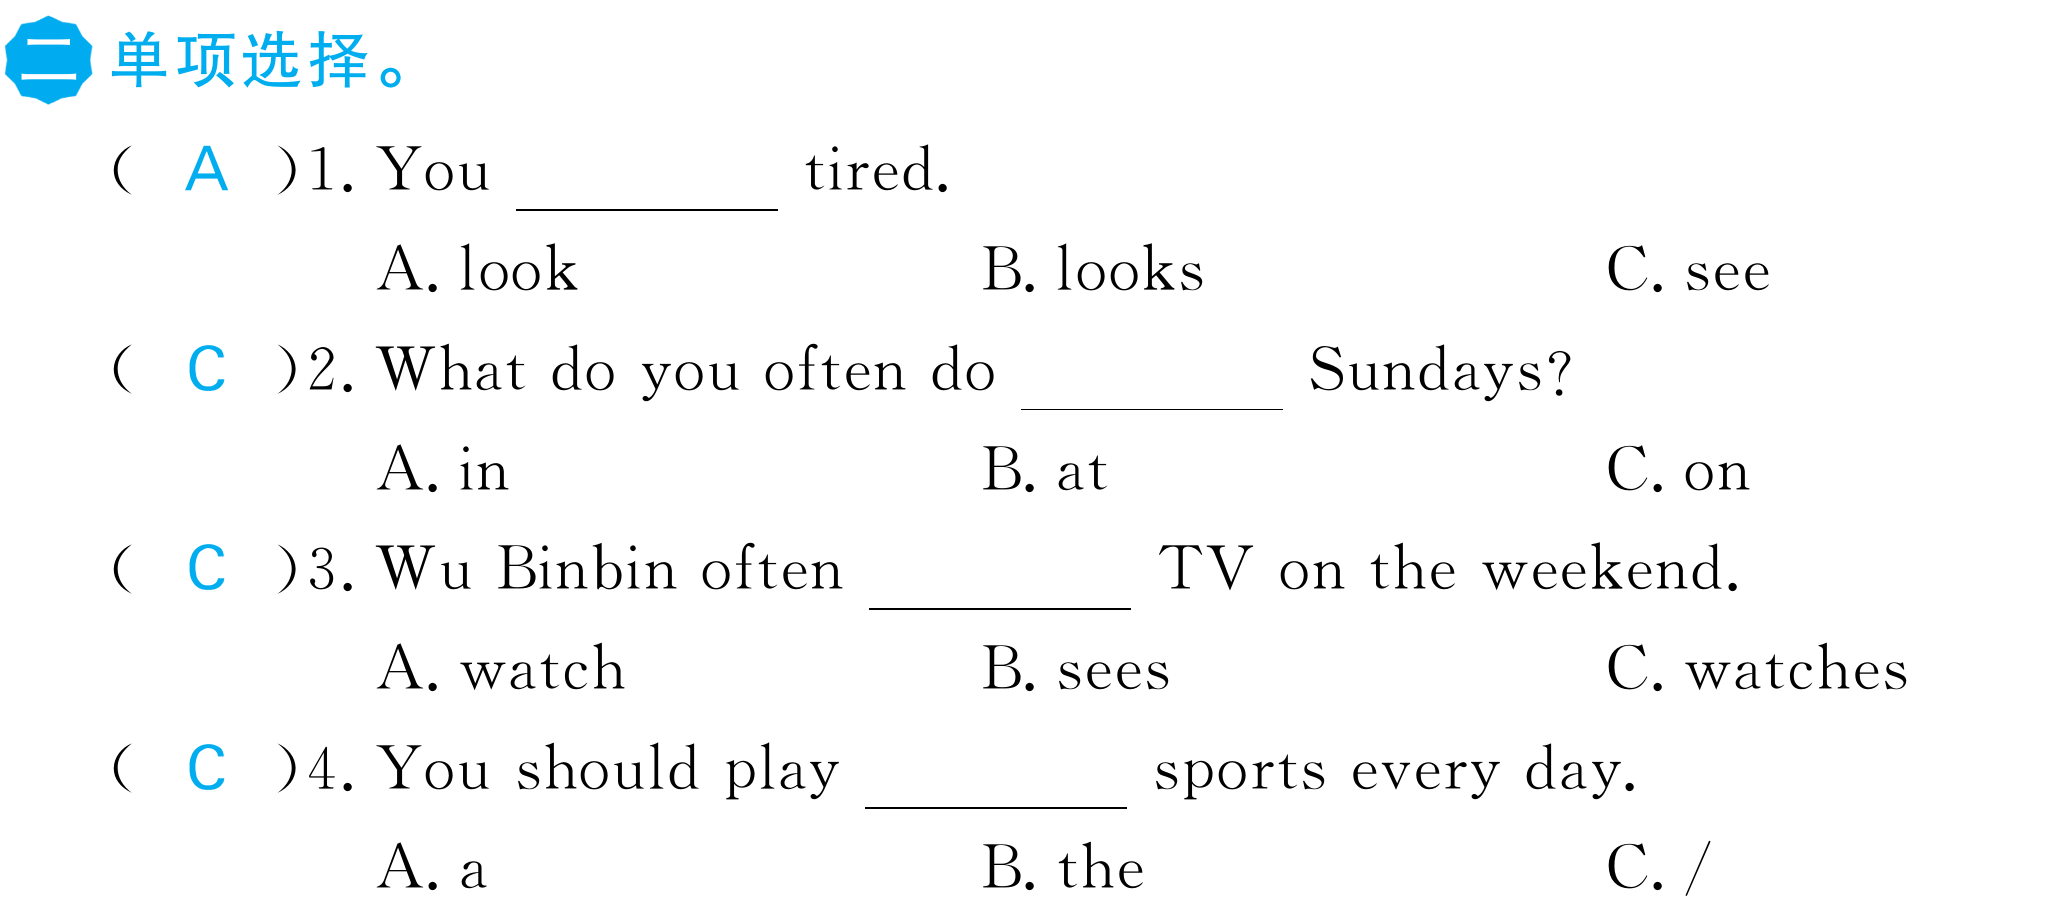 二 单项选择。
( A )1. You ________ tired.
A. look B. looks C. see
( C )2. What do you often do ________ Sundays?
A. in B. at C. on
( C )3. Wu Binbin often ________ TV on the weekend.
A. watch B. sees C. watches
( C )4. You should play ________ sports every day.
A. a B. the C. /